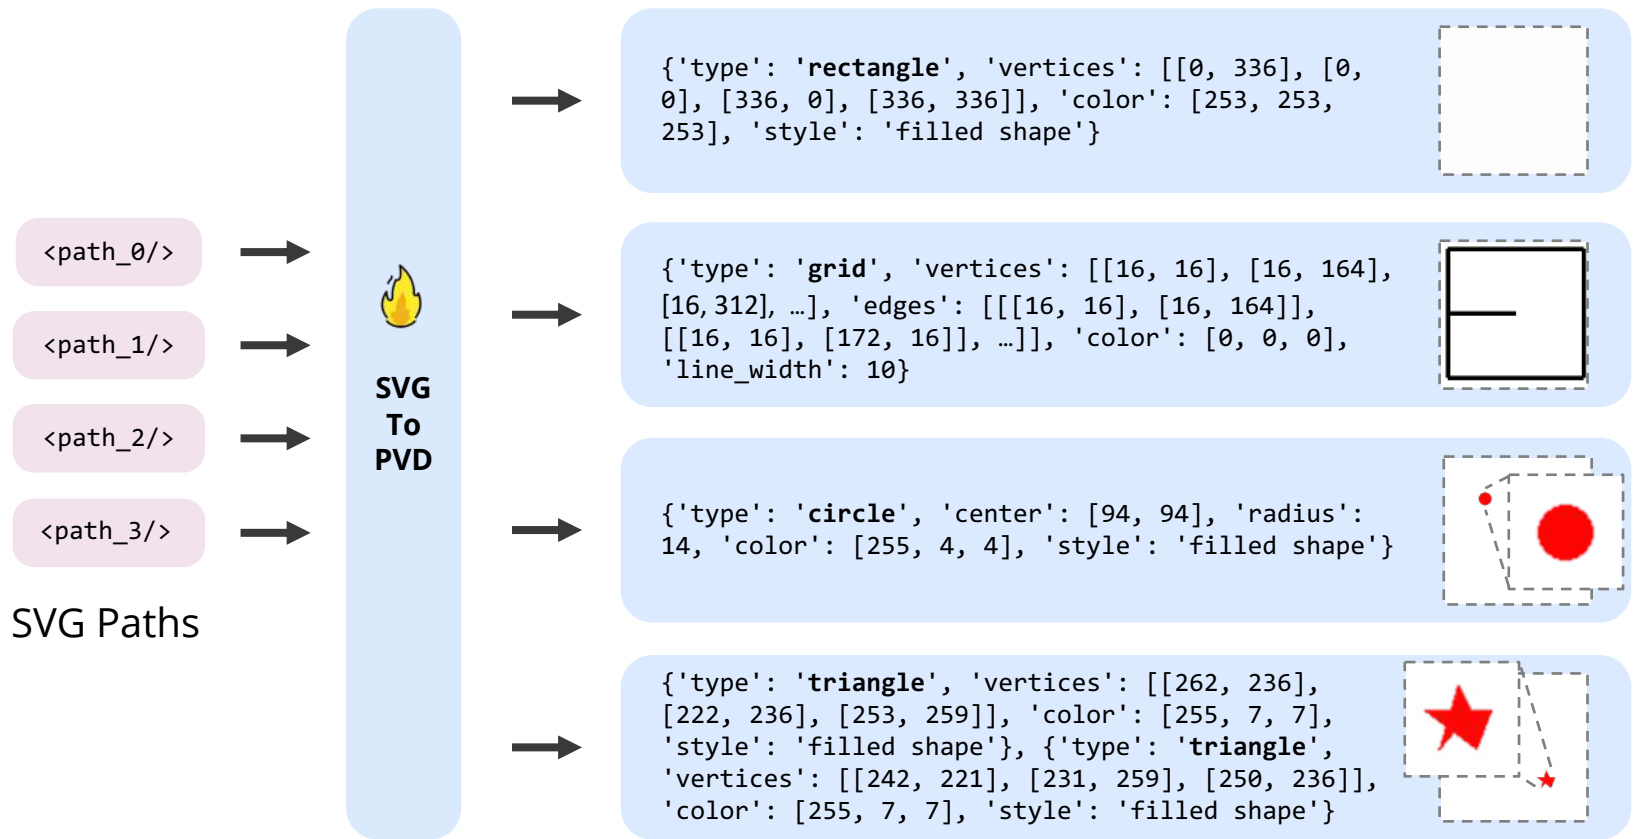 <path_0/>
<path_1/>
<path_2/>
<path_3/>
SVG Paths
SVG
To
PVD
{'type': 'rectangle', 'vertices': [[0, 336], [0,
0], [336, 0], [336, 336]], 'color': [253, 253,
253], 'style': 'filled shape'}
{'type': 'grid', 'vertices': [[16, 16], [16, 164],
[16, 312], …], 'edges': [[[16, 16], [16, 164]],
[[16, 16], [172, 16]], …]], 'color': [0, 0, 0],
'line_width': 10}
{'type': 'circle', 'center': [94, 94], 'radius':
14, 'color': [255, 4, 4], 'style': 'filled shape'}
{'type': 'triangle', 'vertices': [[262, 236],
[222, 236], [253, 259]], 'color': [255, 7, 7],
'style': 'filled shape'}, {'type': 'triangle',
'vertices': [[242, 221], [231, 259], [250, 236]],
'color': [255, 7, 7], 'style': 'filled shape'}